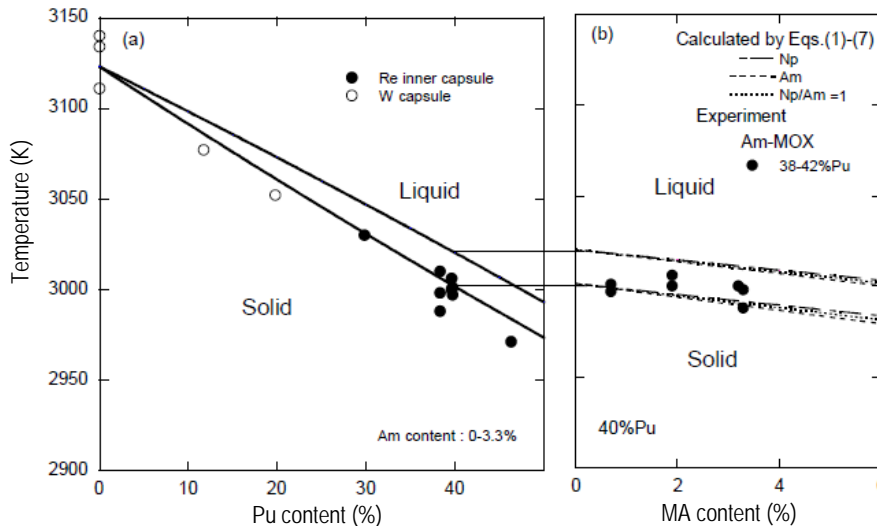 3150
3100
3050
3000
2950
2900
Temperature (K)
(a)
Re inner capsule
W capsule
Liquid
Solid
Am content : 0-3.3%
0
10
20
30
40
Pu content (%)
(b)
Calculated by Eqs.(1)-(7)
Np
Am
Np/Am =1
Experiment
Am-MOX
38-42%Pu
Liquid
Solid
40%Pu
0
2
4
6
MA content (%)